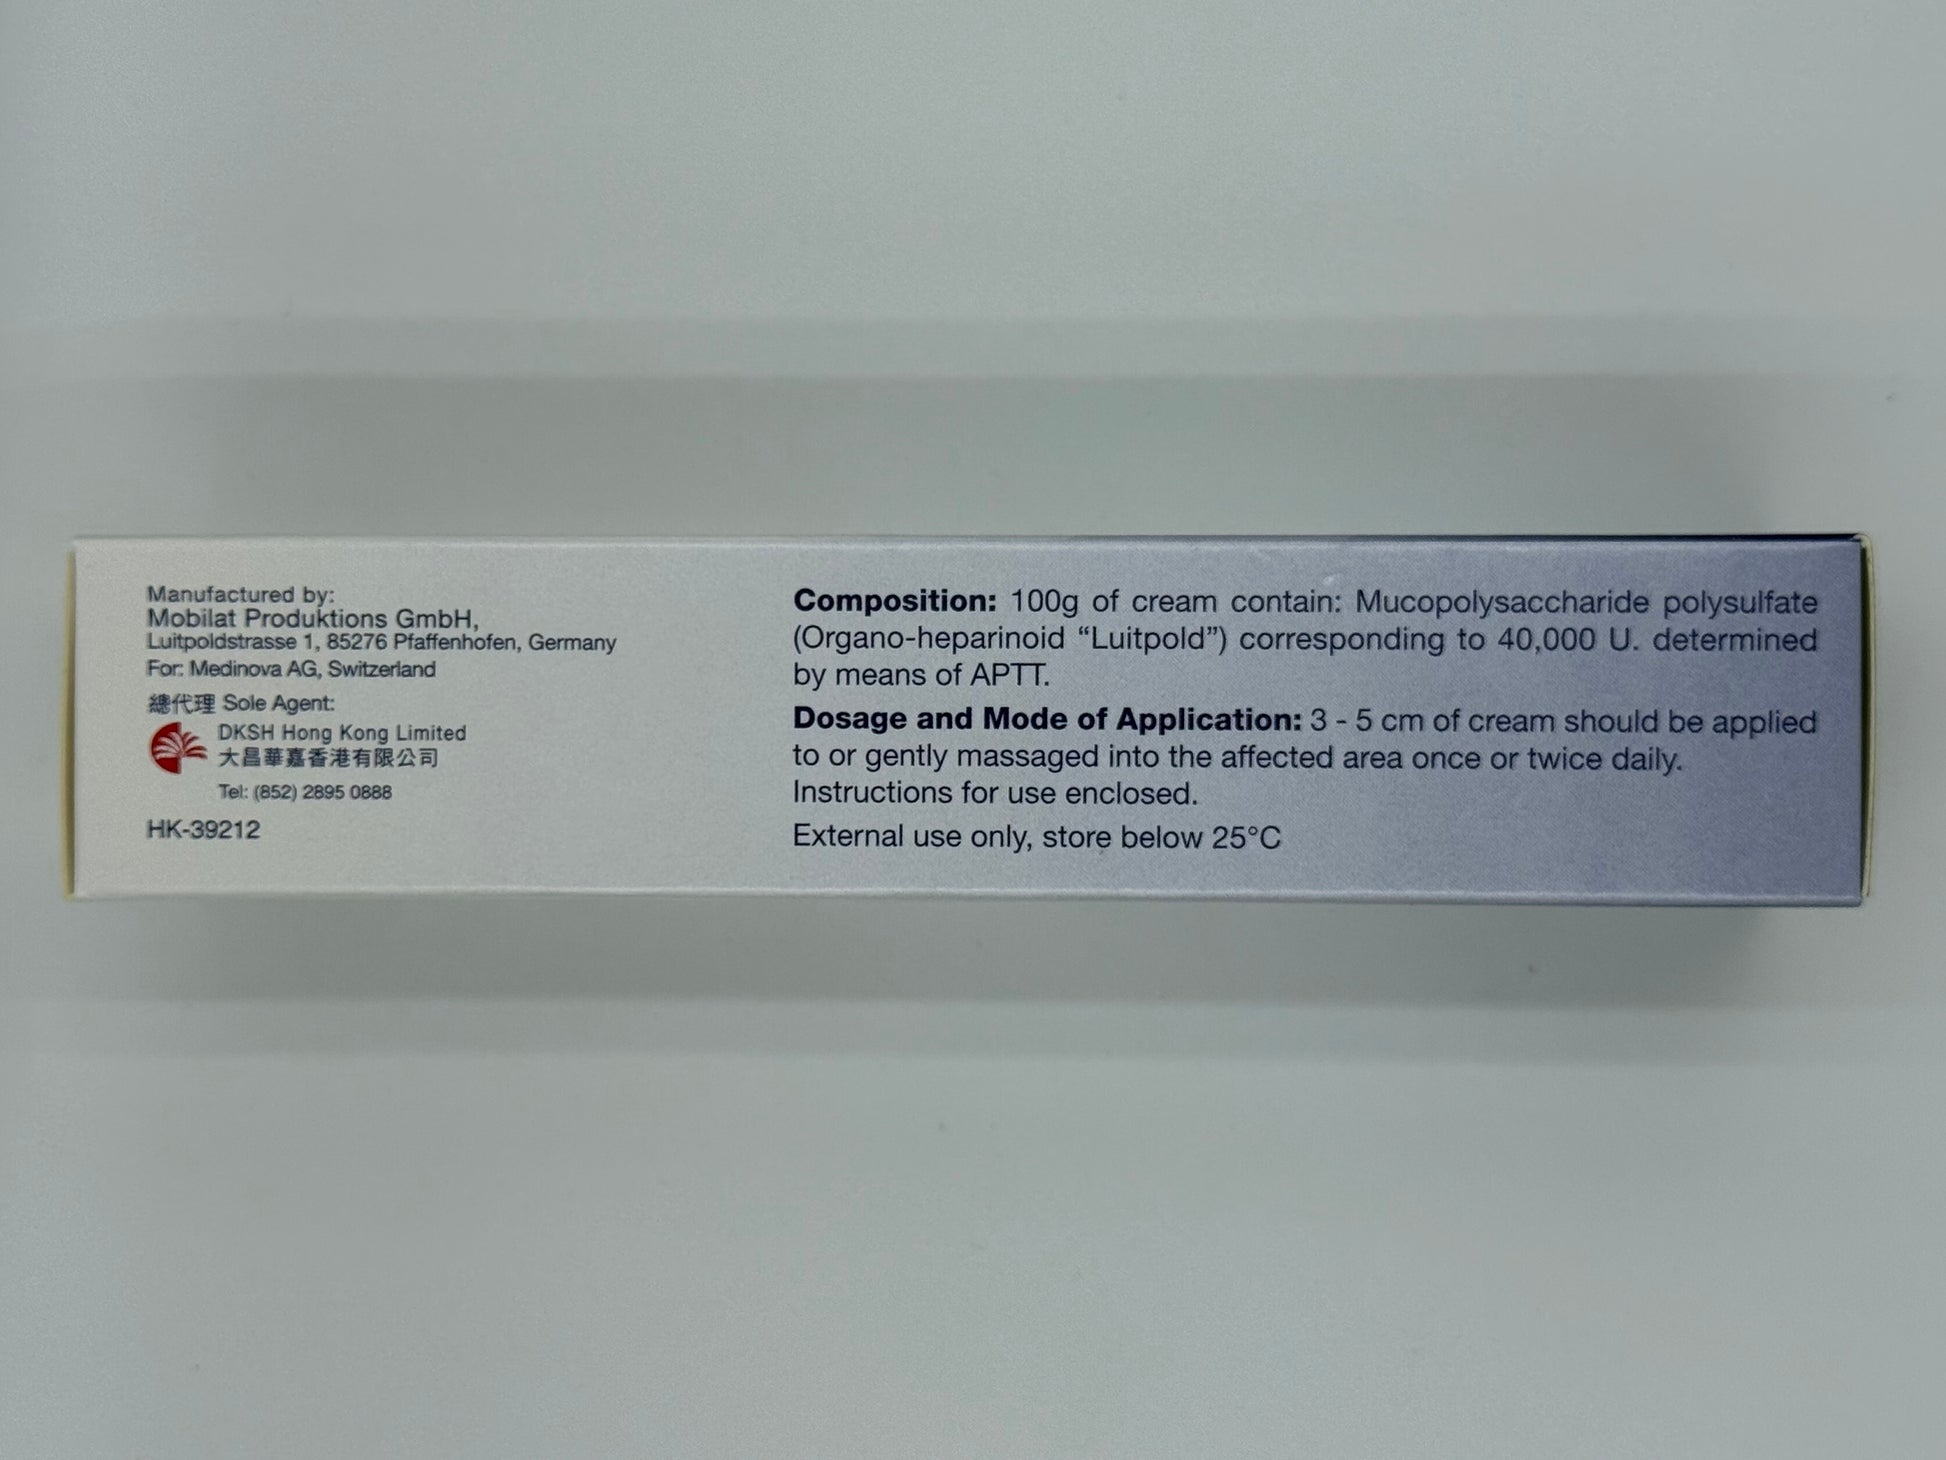 Manufactured by:
Mobilat Produktions GmbH,
Luitpoldstrasse 1, 85276 Pfaffenhofen, Germany
For: Medinova AG, Switzerland
總代理 Sole Agent:
DKSH Hong Kong Limited
大昌華嘉香港有限公司
Tel: (852) 2895 0888
HK-39212
Composition: 100g of cream contain: Mucopolysaccharide polysulfate
(Organo-heparinoid “Luitpold”) corresponding to 40,000 U. determined
by means of APTT.
Dosage and Mode of Application: 3 - 5 cm of cream should be applied
to or gently massaged into the affected area once or twice daily.
Instructions for use enclosed.
External use only, store below 25°C